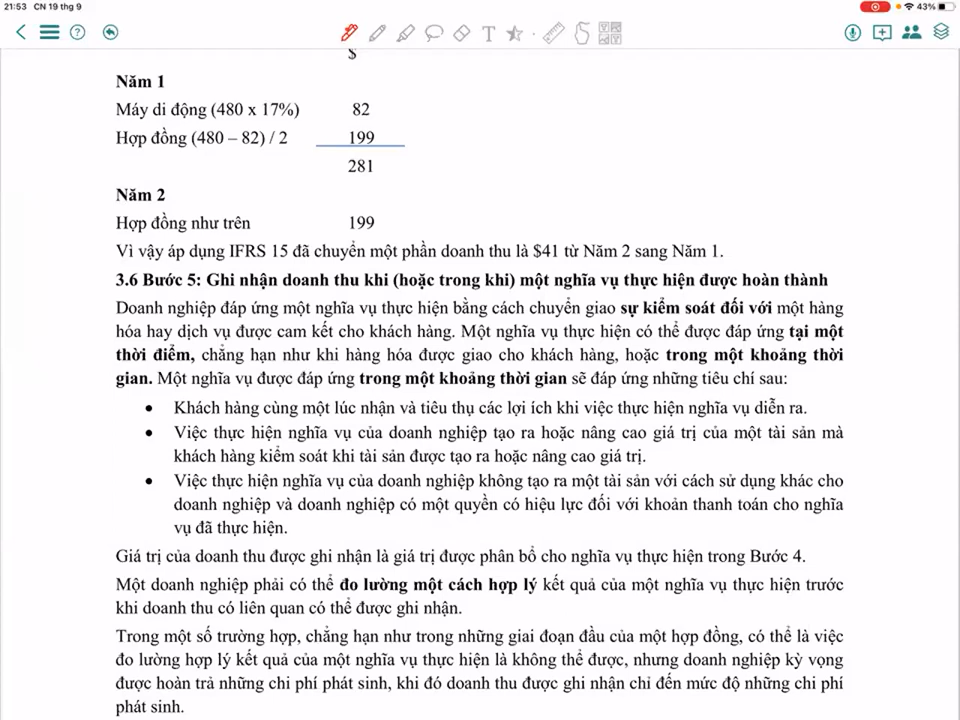 21:53 CN 19 thg 9
43%
T
$
Năm 1
Máy di động (480 x 17%) 82
Hợp đồng (480 – 82) / 2 199
281
Năm 2
Hợp đồng như trên 199
Vì vậy áp dụng IFRS 15 đã chuyển một phần doanh thu là $41 từ Năm 2 sang Năm 1.
3.6 Bước 5: Ghi nhận doanh thu khi (hoặc trong khi) một nghĩa vụ thực hiện được hoàn thành
Doanh nghiệp đáp ứng một nghĩa vụ thực hiện bằng cách chuyển giao sự kiểm soát đối với một hàng
hóa hay dịch vụ được cam kết cho khách hàng. Một nghĩa vụ thực hiện có thể được đáp ứng tại một
thời điểm, chẳng hạn như khi hàng hóa được giao cho khách hàng, hoặc trong một khoảng thời
gian. Một nghĩa vụ được đáp ứng trong một khoảng thời gian sẽ đáp ứng những tiêu chí sau:
• Khách hàng cùng một lúc nhận và tiêu thụ các lợi ích khi việc thực hiện nghĩa vụ diễn ra.
• Việc thực hiện nghĩa vụ của doanh nghiệp tạo ra hoặc nâng cao giá trị của một tài sản mà
khách hàng kiểm soát khi tài sản được tạo ra hoặc nâng cao giá trị.
• Việc thực hiện nghĩa vụ của doanh nghiệp không tạo ra một tài sản với cách sử dụng khác cho
doanh nghiệp và doanh nghiệp có một quyền có hiệu lực đối với khoản thanh toán cho nghĩa
vụ đã thực hiện.
Giá trị của doanh thu được ghi nhận là giá trị được phân bổ cho nghĩa vụ thực hiện trong Bước 4.
Một doanh nghiệp phải có thể đo lường một cách hợp lý kết quả của một nghĩa vụ thực hiện trước
khi doanh thu có liên quan có thể được ghi nhận.
Trong một số trường hợp, chẳng hạn như trong những giai đoạn đầu của một hợp đồng, có thể là việc
đo lường hợp lý kết quả của một nghĩa vụ thực hiện là không thể được, nhưng doanh nghiệp kỳ vọng
được hoàn trả những chi phí phát sinh, khi đó doanh thu được ghi nhận chỉ đến mức độ những chi phí
phát sinh.